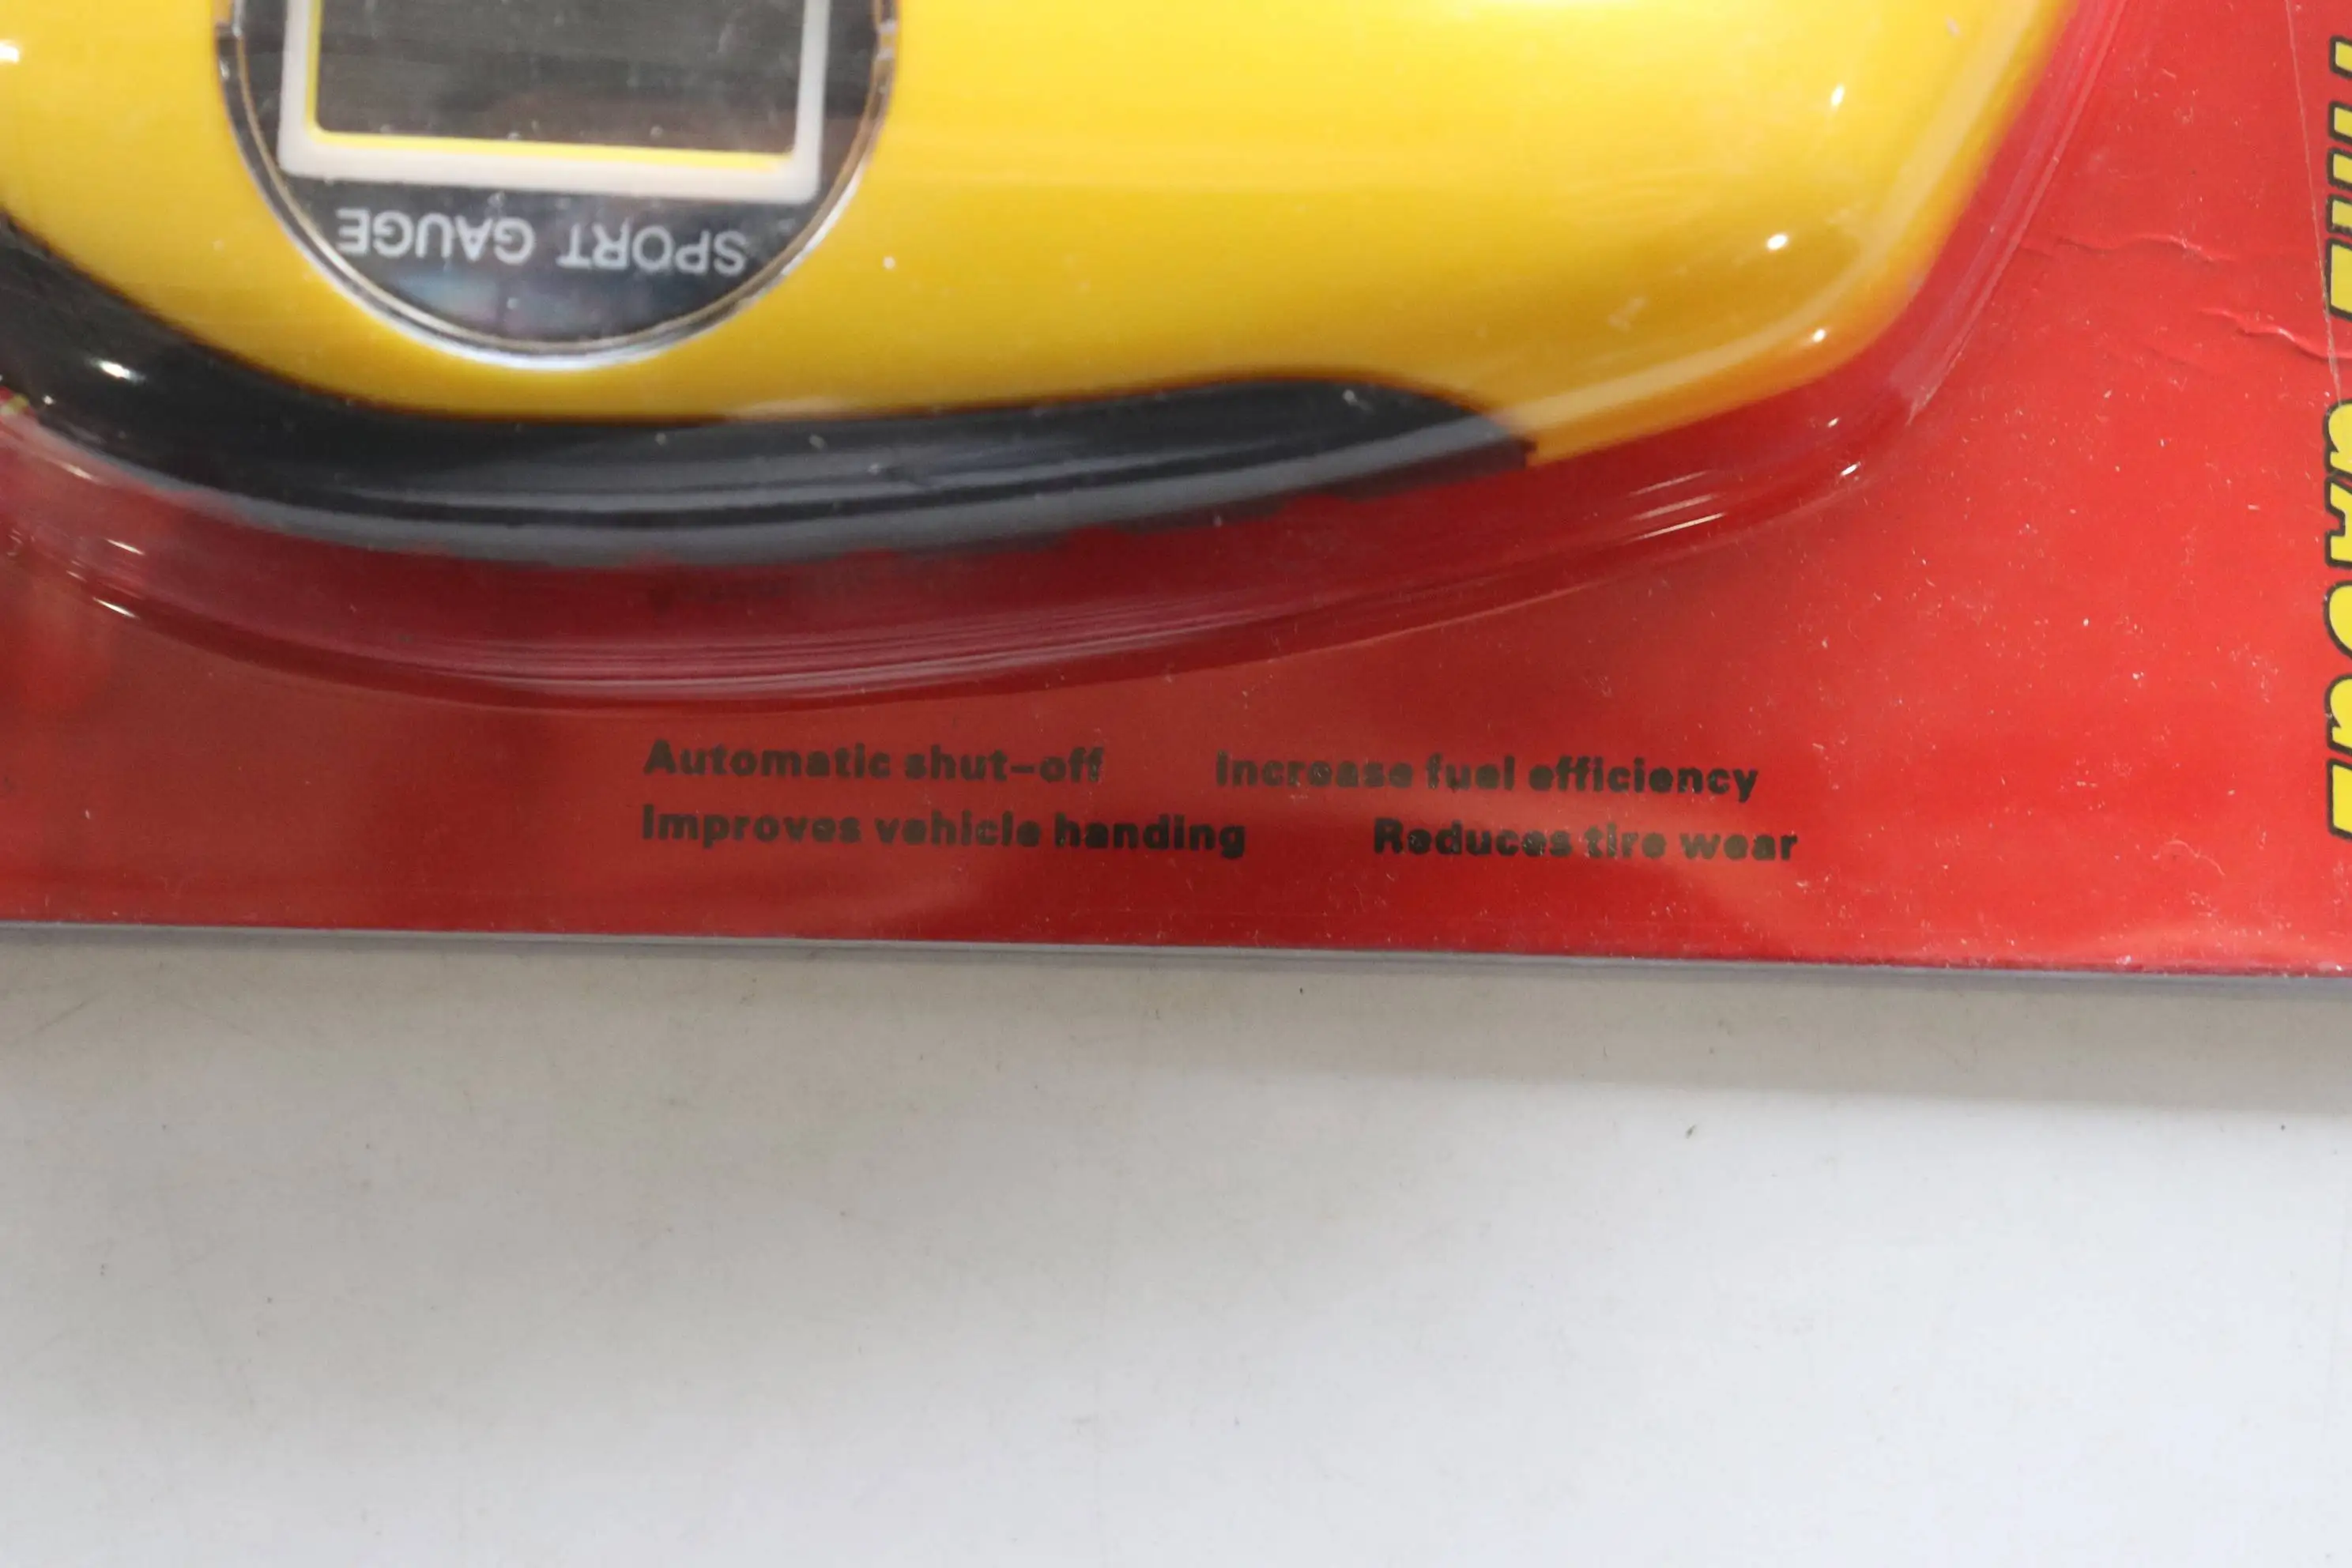 SPORT GAUGE
Automatic shut-off Increase fuel efficiency
Improves vehicle handing Reduces tire wear